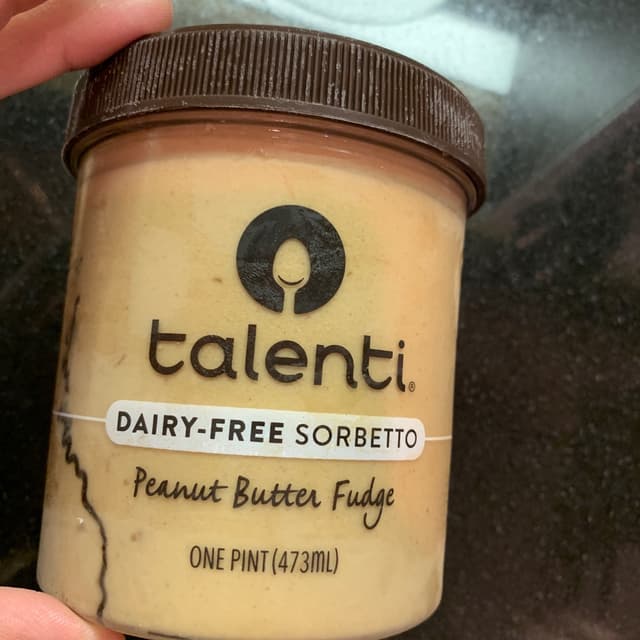 talenti®
DAIRY-FREE SORBETTO
Peanut Butter Fudge
ONE PINT (473mL)